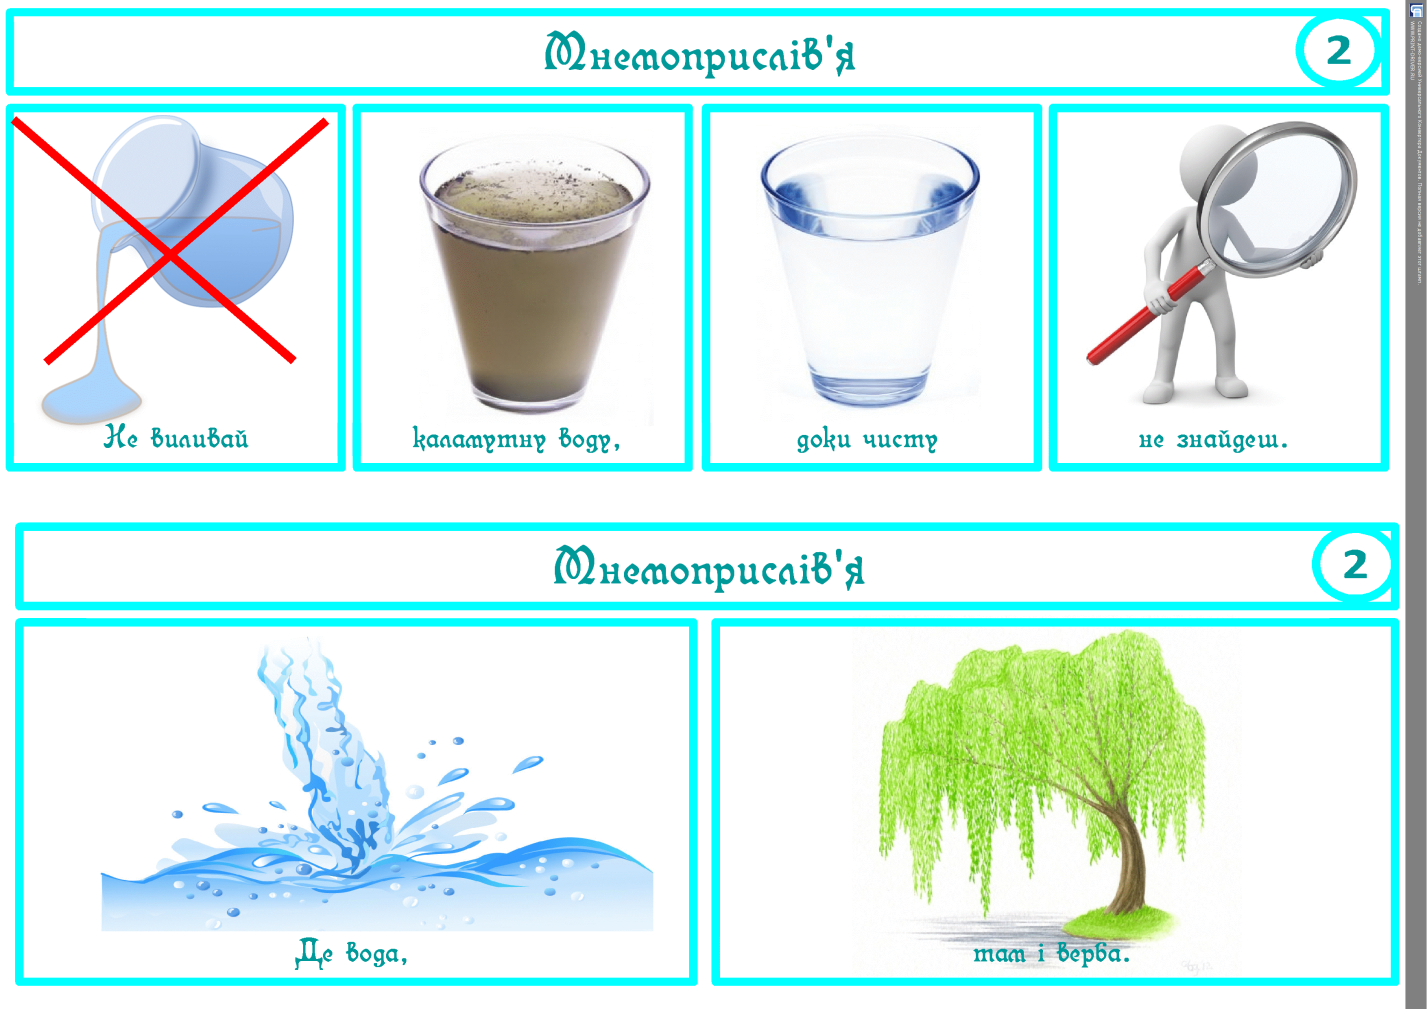 Мнемоприслів'я
2
Не виливай
каламутну воду,
доки чисту
не знайдеш.
Мнемоприслів'я
2
Де вода,
там і верба.